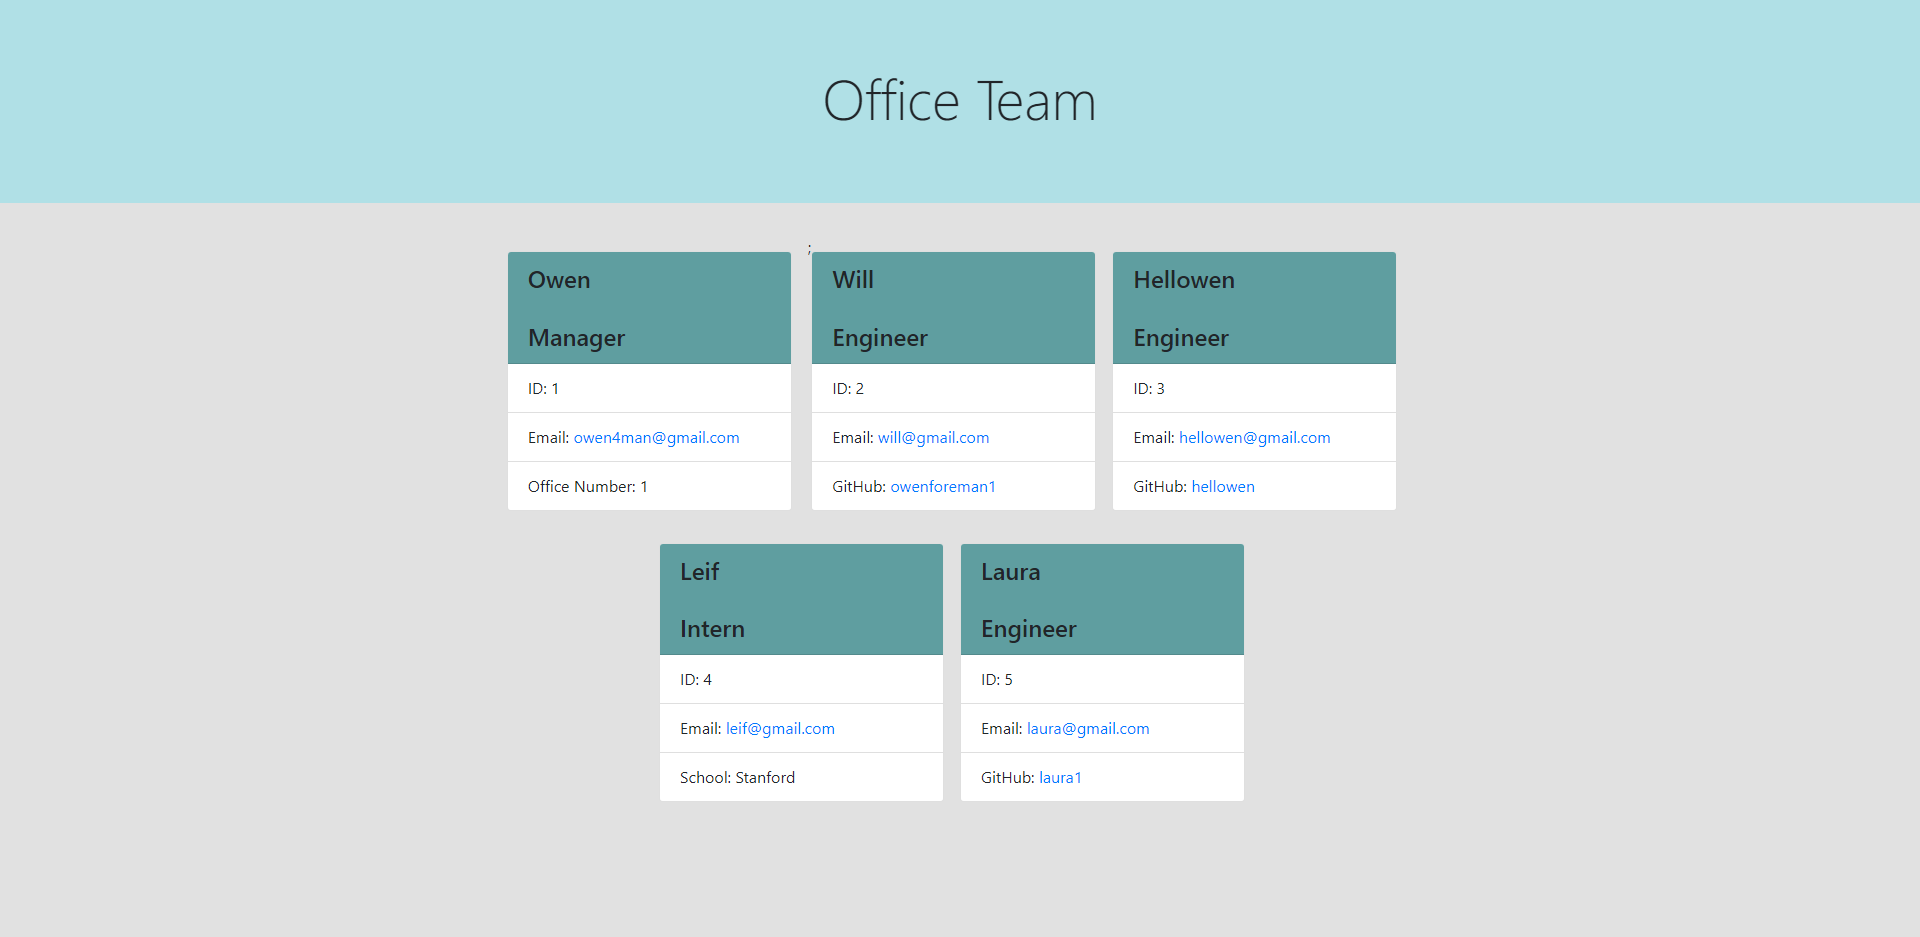 Office Team
;
Owen
Manager
ID: 1
Email: owen4man@gmail.com
Office Number: 1
Will
Engineer
ID: 2
Email: will@gmail.com
GitHub: owenforeman1
Hellowen
Engineer
ID: 3
Email: hellowen@gmail.com
GitHub: hellowen
Leif
Intern
ID: 4
Email: leif@gmail.com
School: Stanford
Laura
Engineer
ID: 5
Email: laura@gmail.com
GitHub: laura1